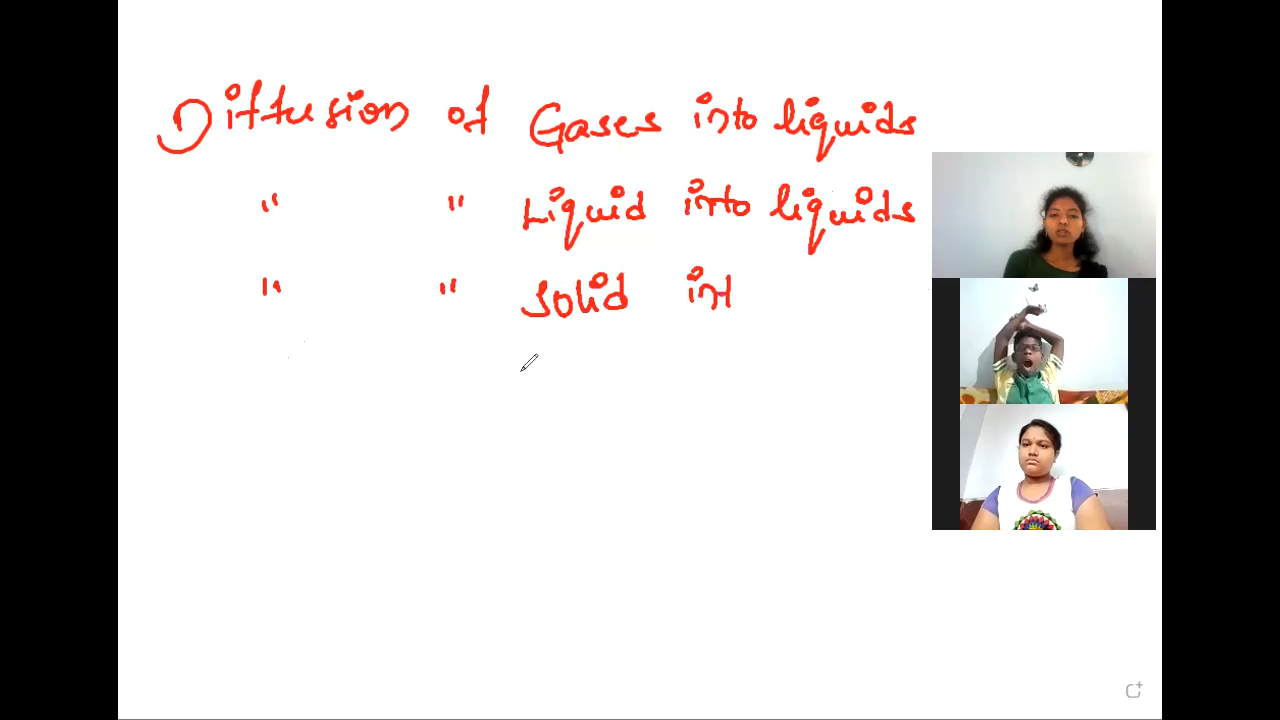 Diffusion of Gases into liquids
" " Liquid into liquids
" " Solid int